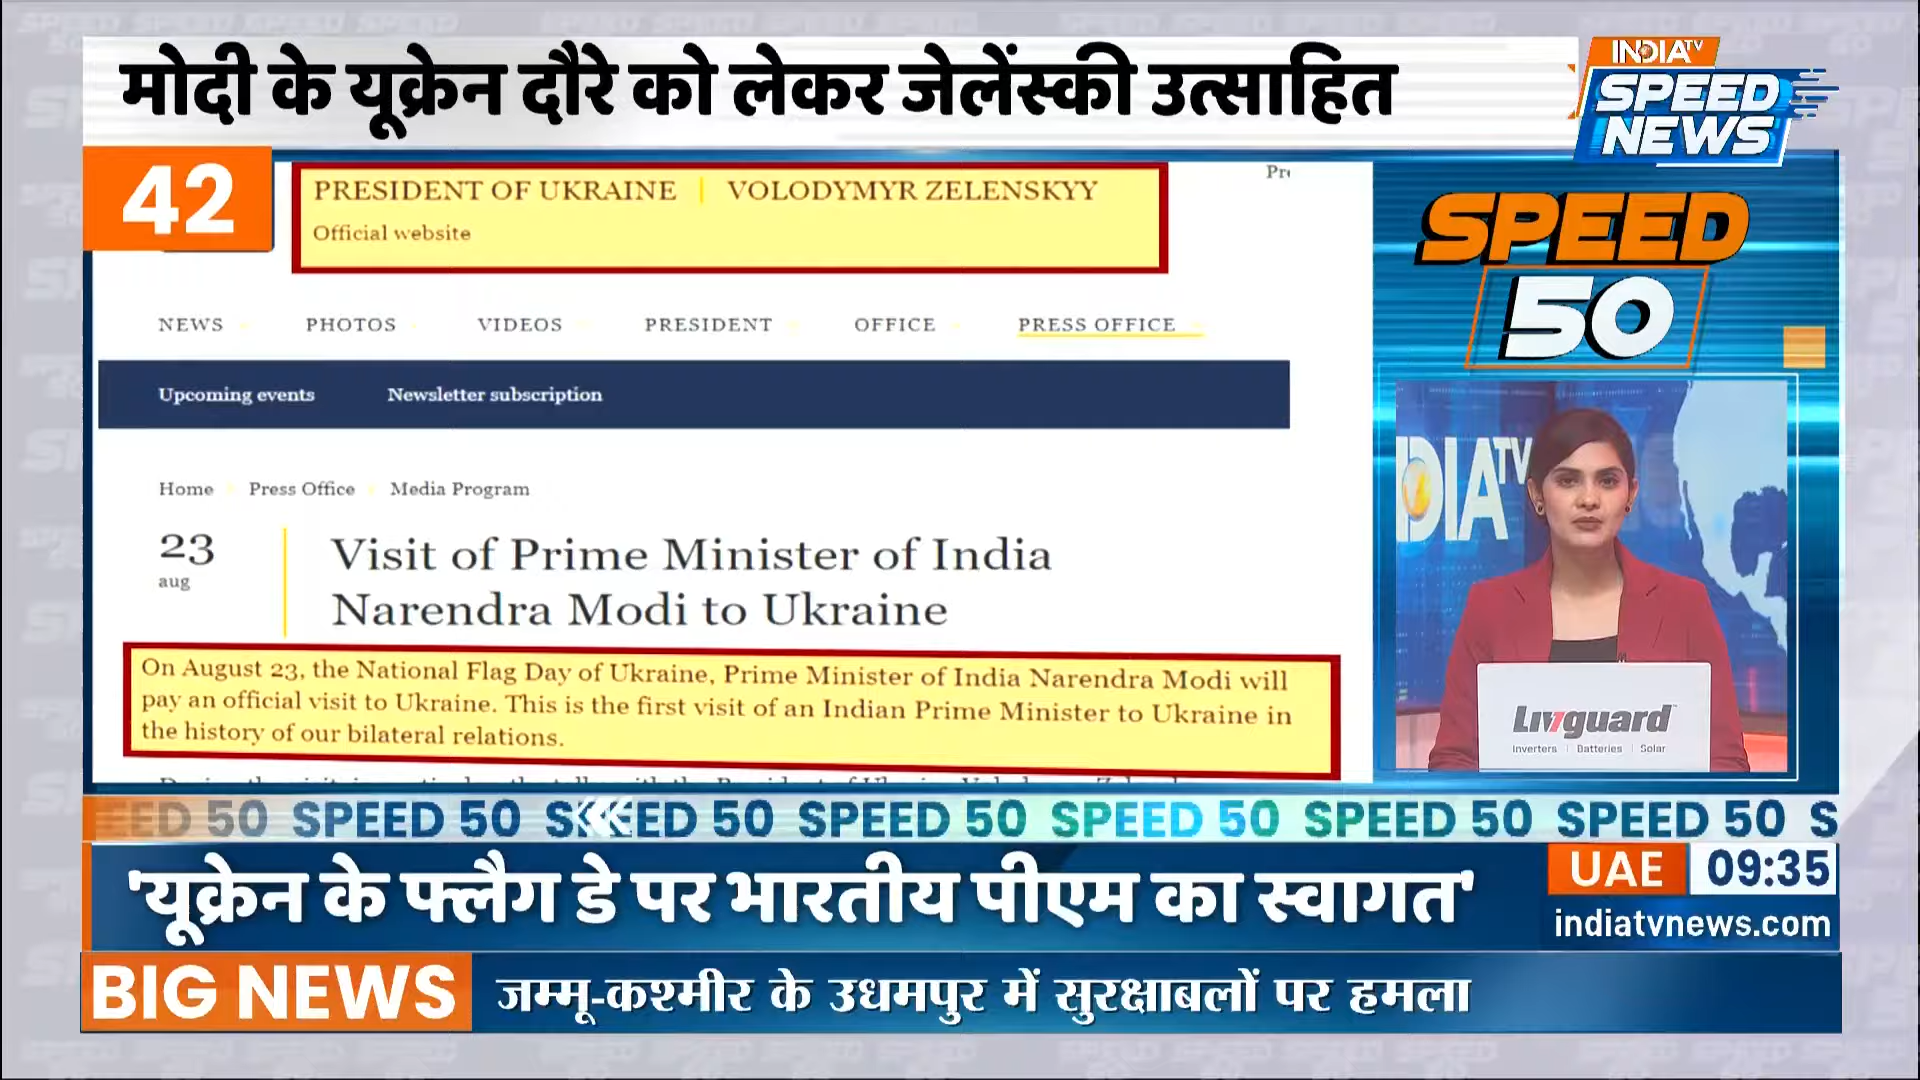 मोदी के यूक्रेन दौरे को लेकर जेलेंस्की उत्साहित
INDIA TV
SPEED
NEWS
42
PRESIDENT OF UKRAINE | VOLODYMYR ZELENSKYY
Official website
SPEED
50
NEWS PHOTOS VIDEOS PRESIDENT OFFICE PRESS OFFICE
Upcoming events Newsletter subscription
Home Press Office Media Program
23
aug
Visit of Prime Minister of India
Narendra Modi to Ukraine
On August 23, the National Flag Day of Ukraine, Prime Minister of India Narendra Modi will
pay an official visit to Ukraine. This is the first visit of an Indian Prime Minister to Ukraine in
the history of our bilateral relations.
Livguard
Inverters | Batteries | Solar
SPEED 50 SPEED 50 SPEED 50 SPEED 50 SPEED 50 SPEED 50
'यूक्रेन के फ्लैग डे पर भारतीय पीएम का स्वागत'
UAE 09:35
indiatvnews.com
BIG NEWS जम्मू-कश्मीर के उधमपुर में सुरक्षाबलों पर हमला